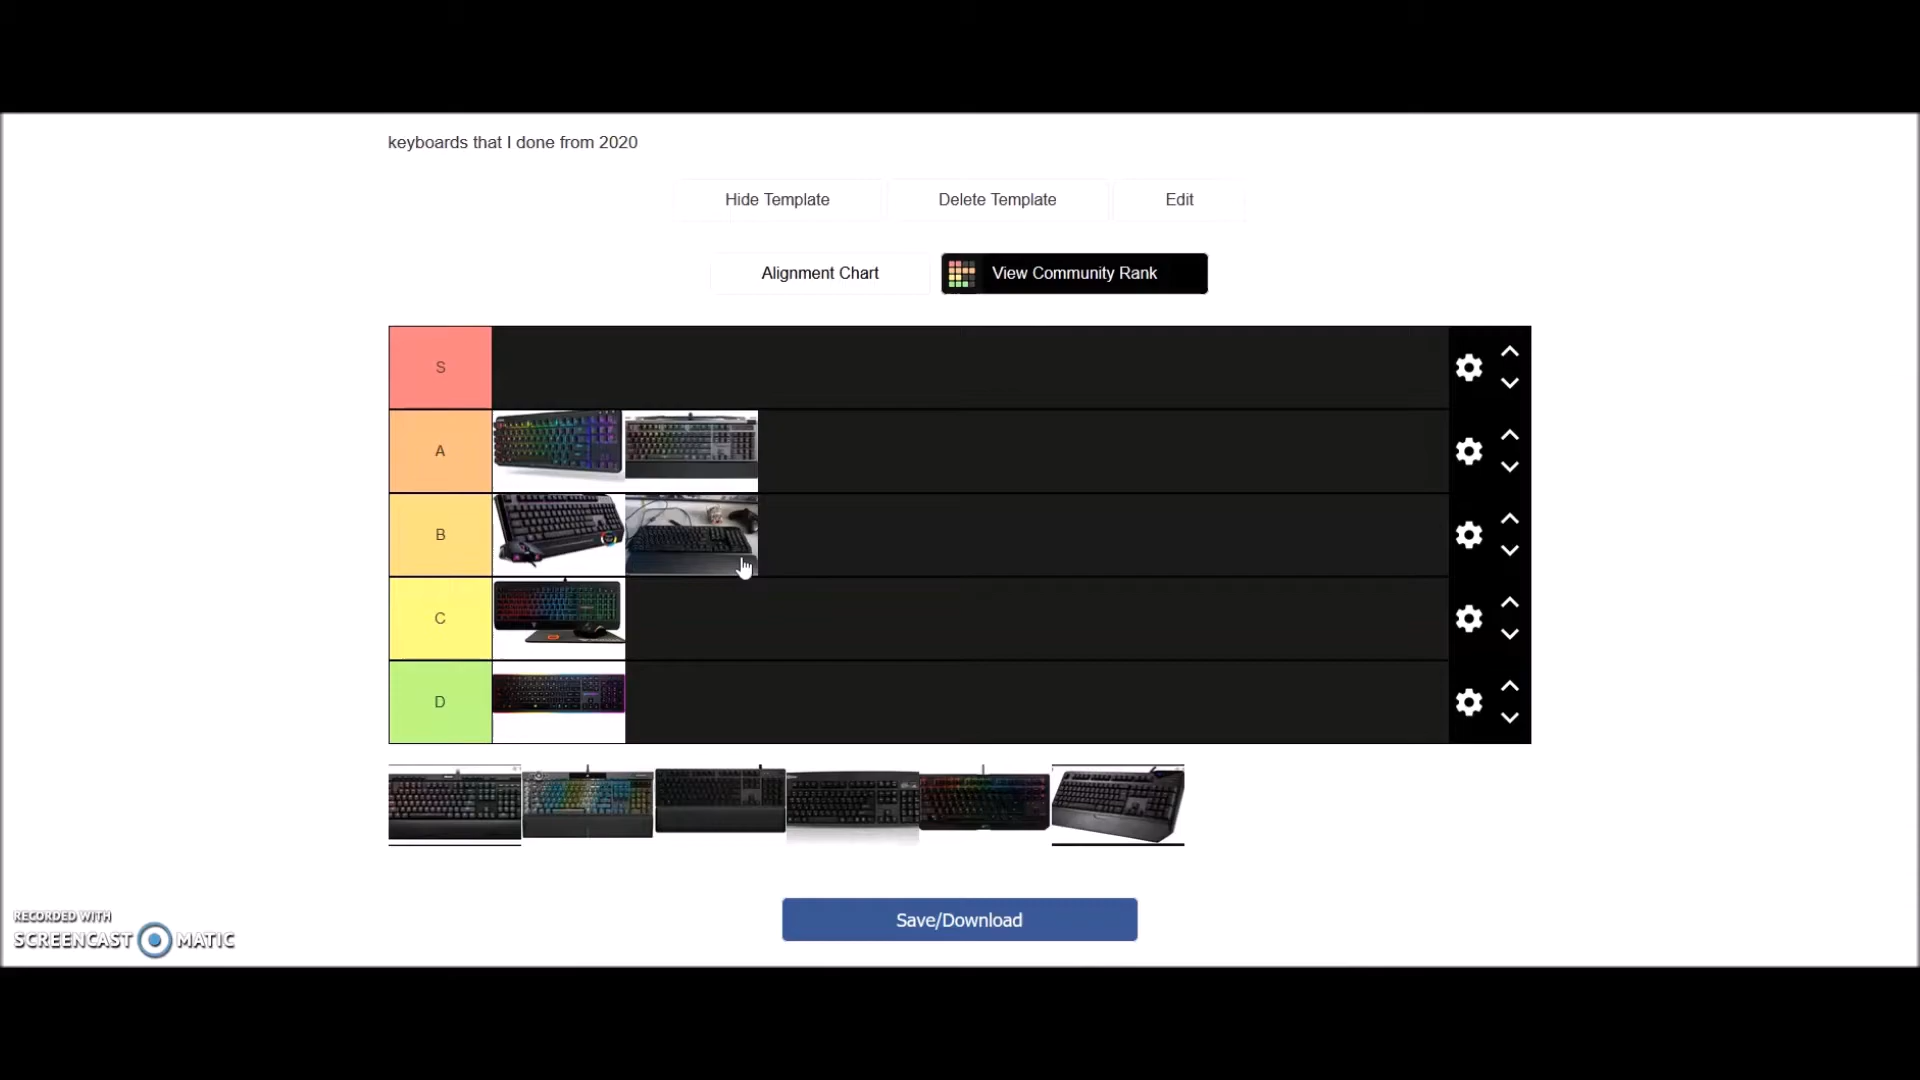 keyboards that I done from 2020
Hide Template
Delete Template
Edit
Alignment Chart
View Community Rank
S
A
B
C
D
Save/Download
RECORDED WITH
SCREENCAST MATIC